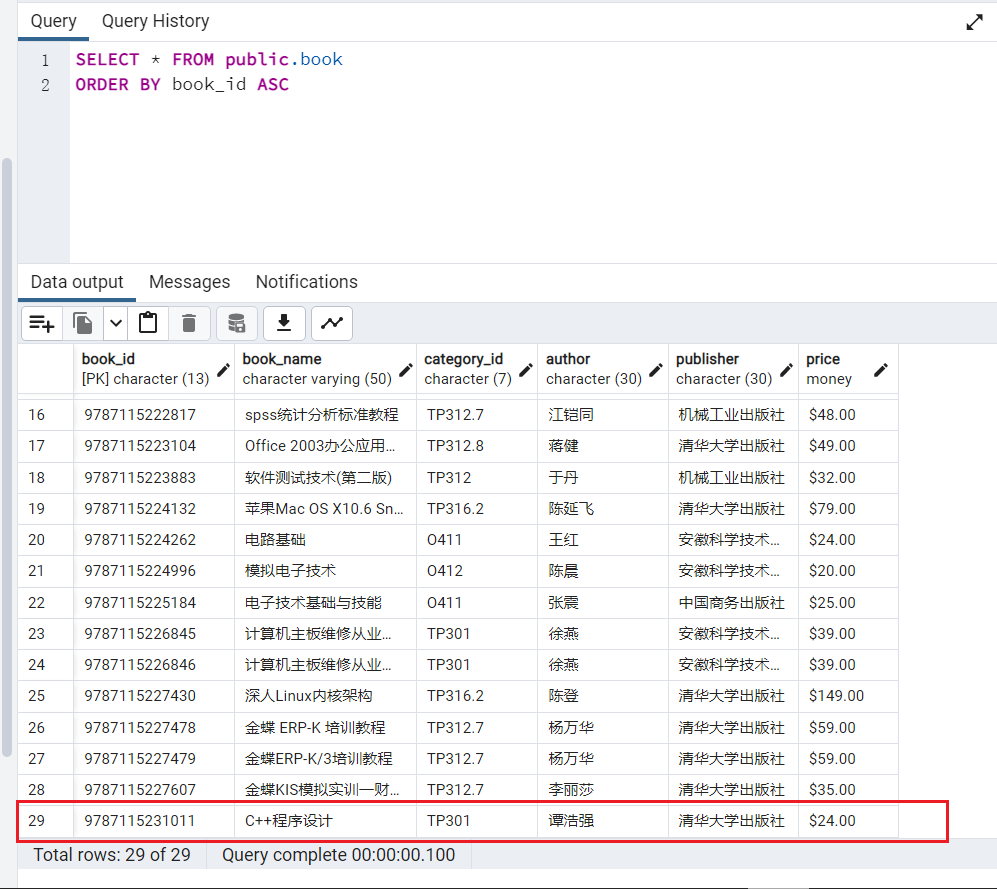 Query Query History
1 SELECT * FROM public.book
2 ORDER BY book_id ASC
Data output Messages Notifications
book_id book_name category_id author publisher price
[PK] character (13) character varying (50) character (7) character (30) character (30) money
16 9787115222817 spss统计分析标准教程 TP312.7 江铠同 机械工业出版社 $48.00
17 9787115223104 Office 2003办公应用... TP312.8 蒋健 清华大学出版社 $49.00
18 9787115223883 软件测试技术(第二版) TP312 于丹 机械工业出版社 $32.00
19 9787115224132 苹果Mac OS X10.6 Sn... TP316.2 陈延飞 清华大学出版社 $79.00
20 9787115224262 电路基础 O411 王红 安徽科学技术... $24.00
21 9787115224996 模拟电子技术 O412 陈晨 安徽科学技术... $20.00
22 9787115225184 电子技术基础与技能 O411 张震 中国商务出版社 $25.00
23 9787115226845 计算机主板维修从业... TP301 徐燕 安徽科学技术... $39.00
24 9787115226846 计算机主板维修从业... TP301 徐燕 安徽科学技术... $39.00
25 9787115227430 深人Linux内核架构 TP316.2 陈登 清华大学出版社 $149.00
26 9787115227478 金蝶 ERP-K 培训教程 TP312.7 杨万华 清华大学出版社 $59.00
27 9787115227479 金蝶ERP-K/3培训教程 TP312.7 杨万华 清华大学出版社 $59.00
28 9787115227607 金蝶KIS模拟实训一财... TP312.7 李丽莎 清华大学出版社 $35.00
29 9787115231011 C++程序设计 TP301 谭浩强 清华大学出版社 $24.00
Total rows: 29 of 29 Query complete 00:00:00.100